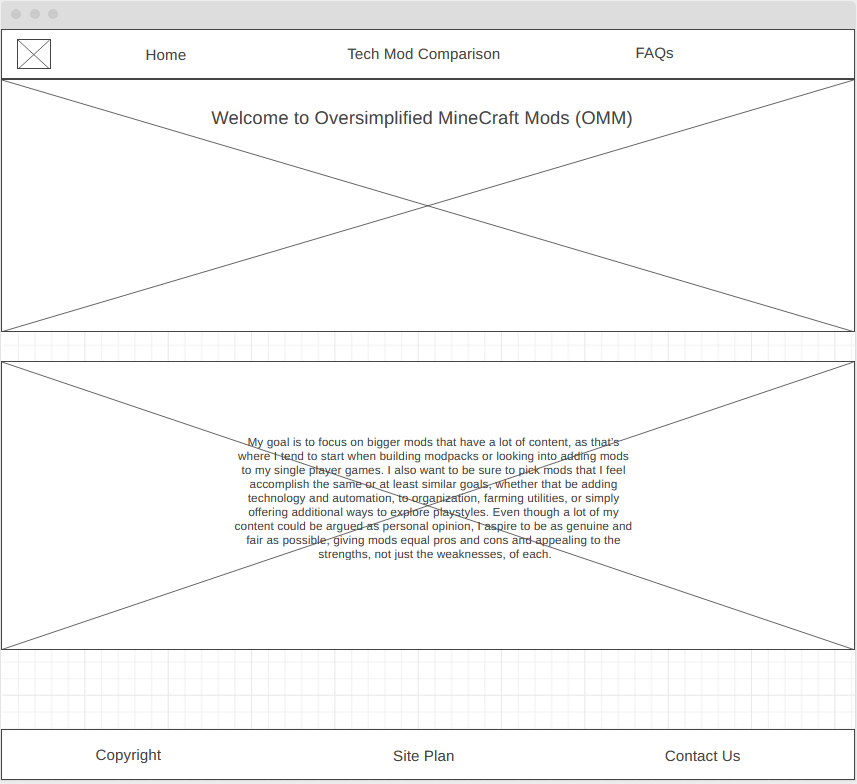 Home
Tech Mod Comparison
FAQs
Welcome to Oversimplified MineCraft Mods (OMM)
My goal is to focus on bigger mods that have a lot of content, as that's
where I tend to start when building modpacks or looking into adding mods
to my single player games. I also want to be sure to pick mods that I feel
accomplish the same or at least similar goals, whether that be adding
technology and automation, to organization, farming utilities, or simply
offering additional ways to explore playstyles. Even though a lot of my
content could be argued as personal opinion, I aspire to be as genuine and
fair as possible, giving mods equal pros and cons and appealing to the
strengths, not just the weaknesses, of each.
Copyright
Site Plan
Contact Us